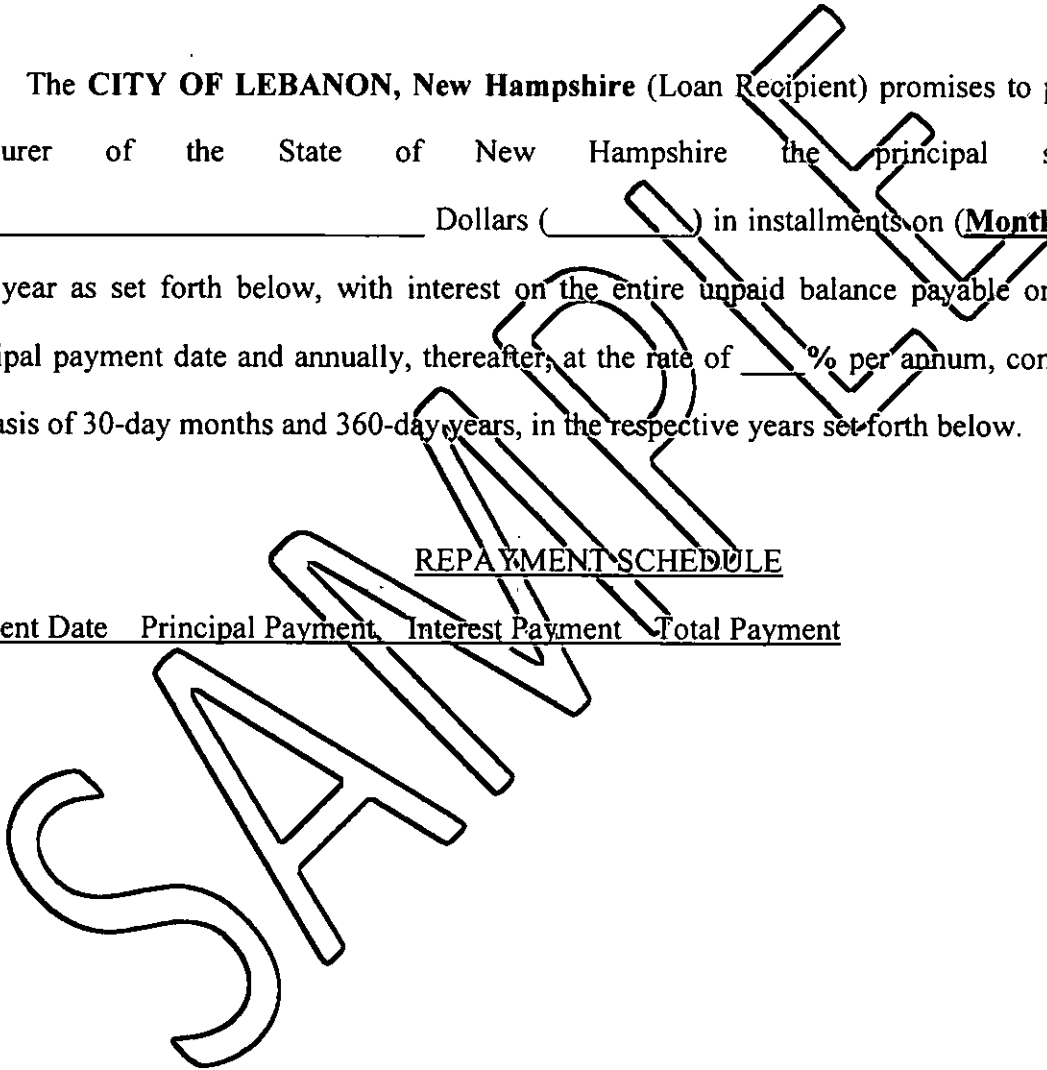 The CITY OF LEBANON, New Hampshire (Loan Recipient) promises to p
urer of the State of New Hampshire the principal s
____________________ Dollars (________) in installments on (Month
year as set forth below, with interest on the entire unpaid balance payable on
ipal payment date and annually, thereafter, at the rate of ____% per annum, con
asis of 30-day months and 360-day years, in the respective years set forth below.
REPAYMENT SCHEDULE
ent Date Principal Payment Interest Payment Total Payment
SAMPLE